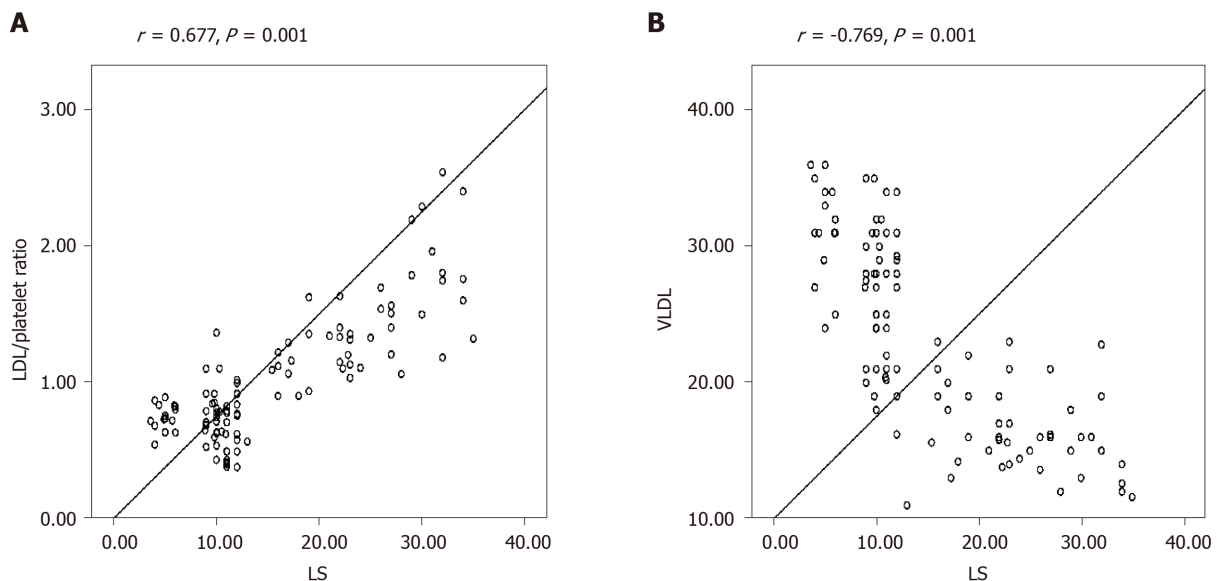 A
r = 0.677, P = 0.001
LDL/platelet ratio
3.00
2.00
1.00
0.00
0.00 10.00 20.00 30.00 40.00
LS
B
r = -0.769, P = 0.001
VLDL
40.00
30.00
20.00
10.00
0.00 10.00 20.00 30.00 40.00
LS